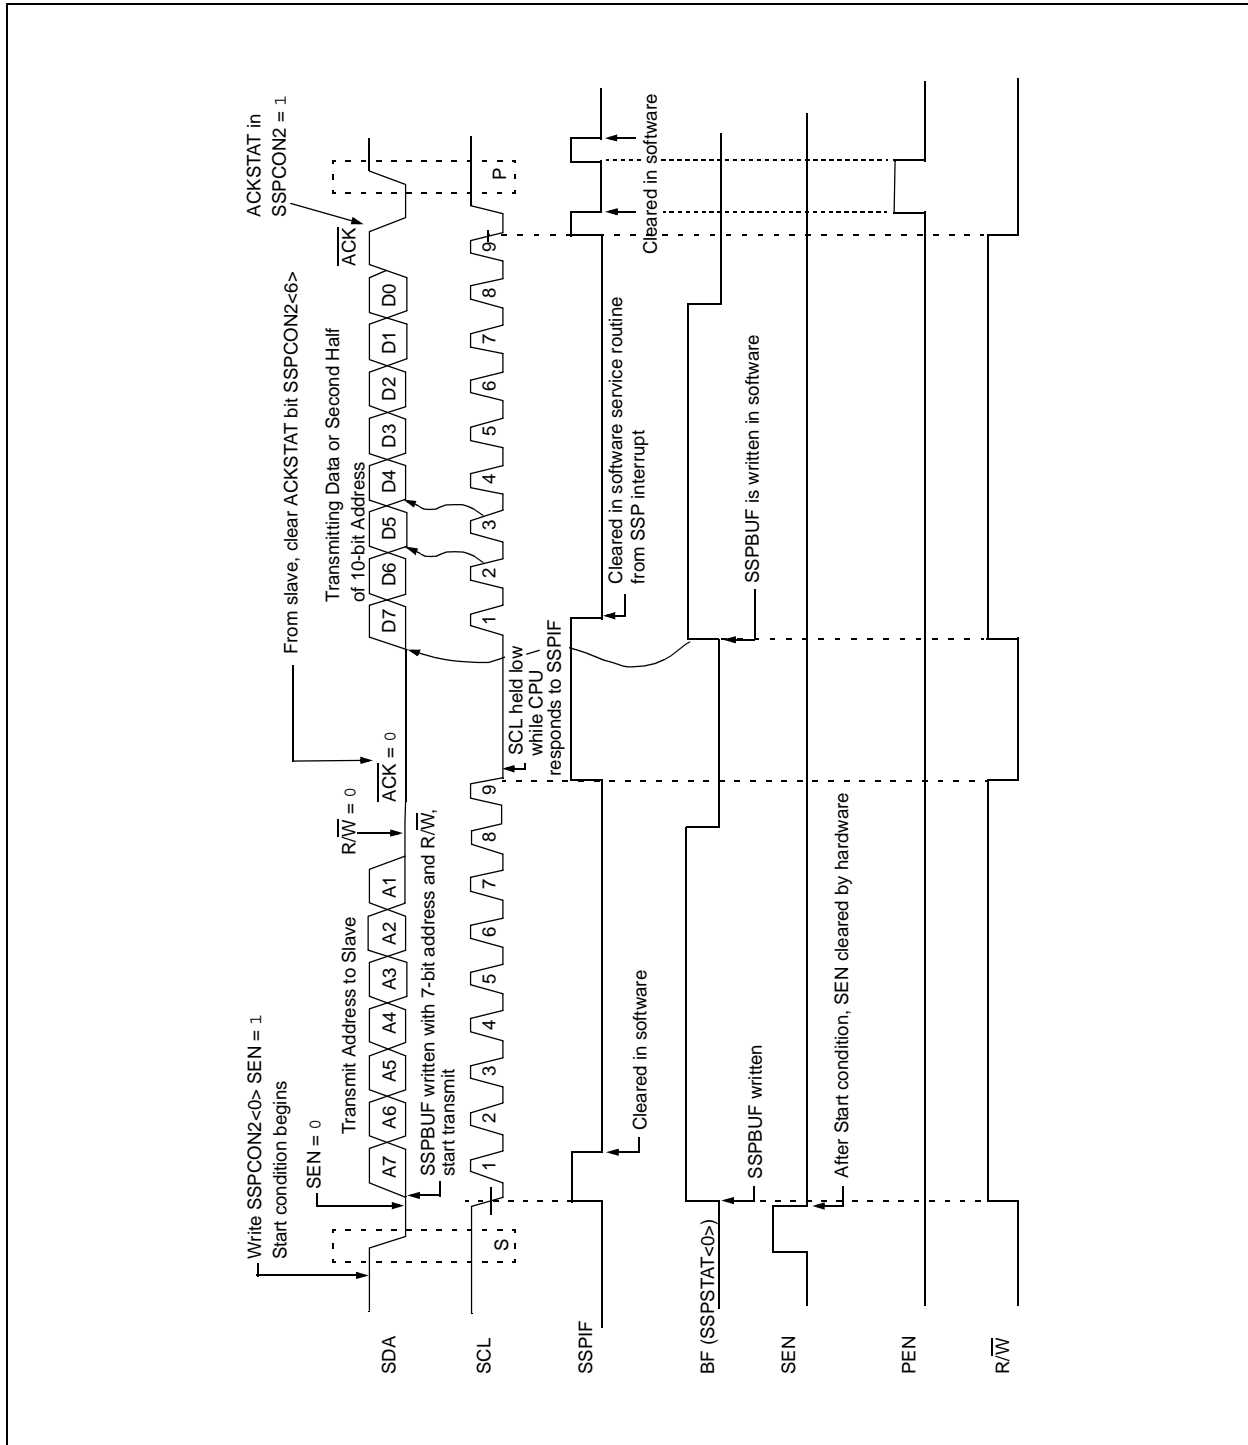 Write SSPCON2<0> SEN = 1
Start condition begins
SEN = 0
Transmit Address to Slave
R/W = 0
From slave, clear ACKSTAT bit SSPCON2<6>
ACK = 0
Transmitting Data or Second Half
of 10-bit Address
ACKSTAT in
SSPCON2 = 1
ACK
SDA
A7 A6 A5 A4 A3 A2 A1
D7 D6 D5 D4 D3 D2 D1 D0
SSPBUF written with 7-bit address and R/W,
start transmit
SCL
S
1 2 3 4 5 6 7 8 9
1 2 3 4 5 6 7 8 9
P
SCL held low
while CPU
responds to SSPIF
SSPIF
Cleared in software
Cleared in software service routine
from SSP interrupt
Cleared in software
BF (SSPSTAT<0>)
SSPBUF written
SSPBUF is written in software
SEN
After Start condition, SEN cleared by hardware
PEN
R/W